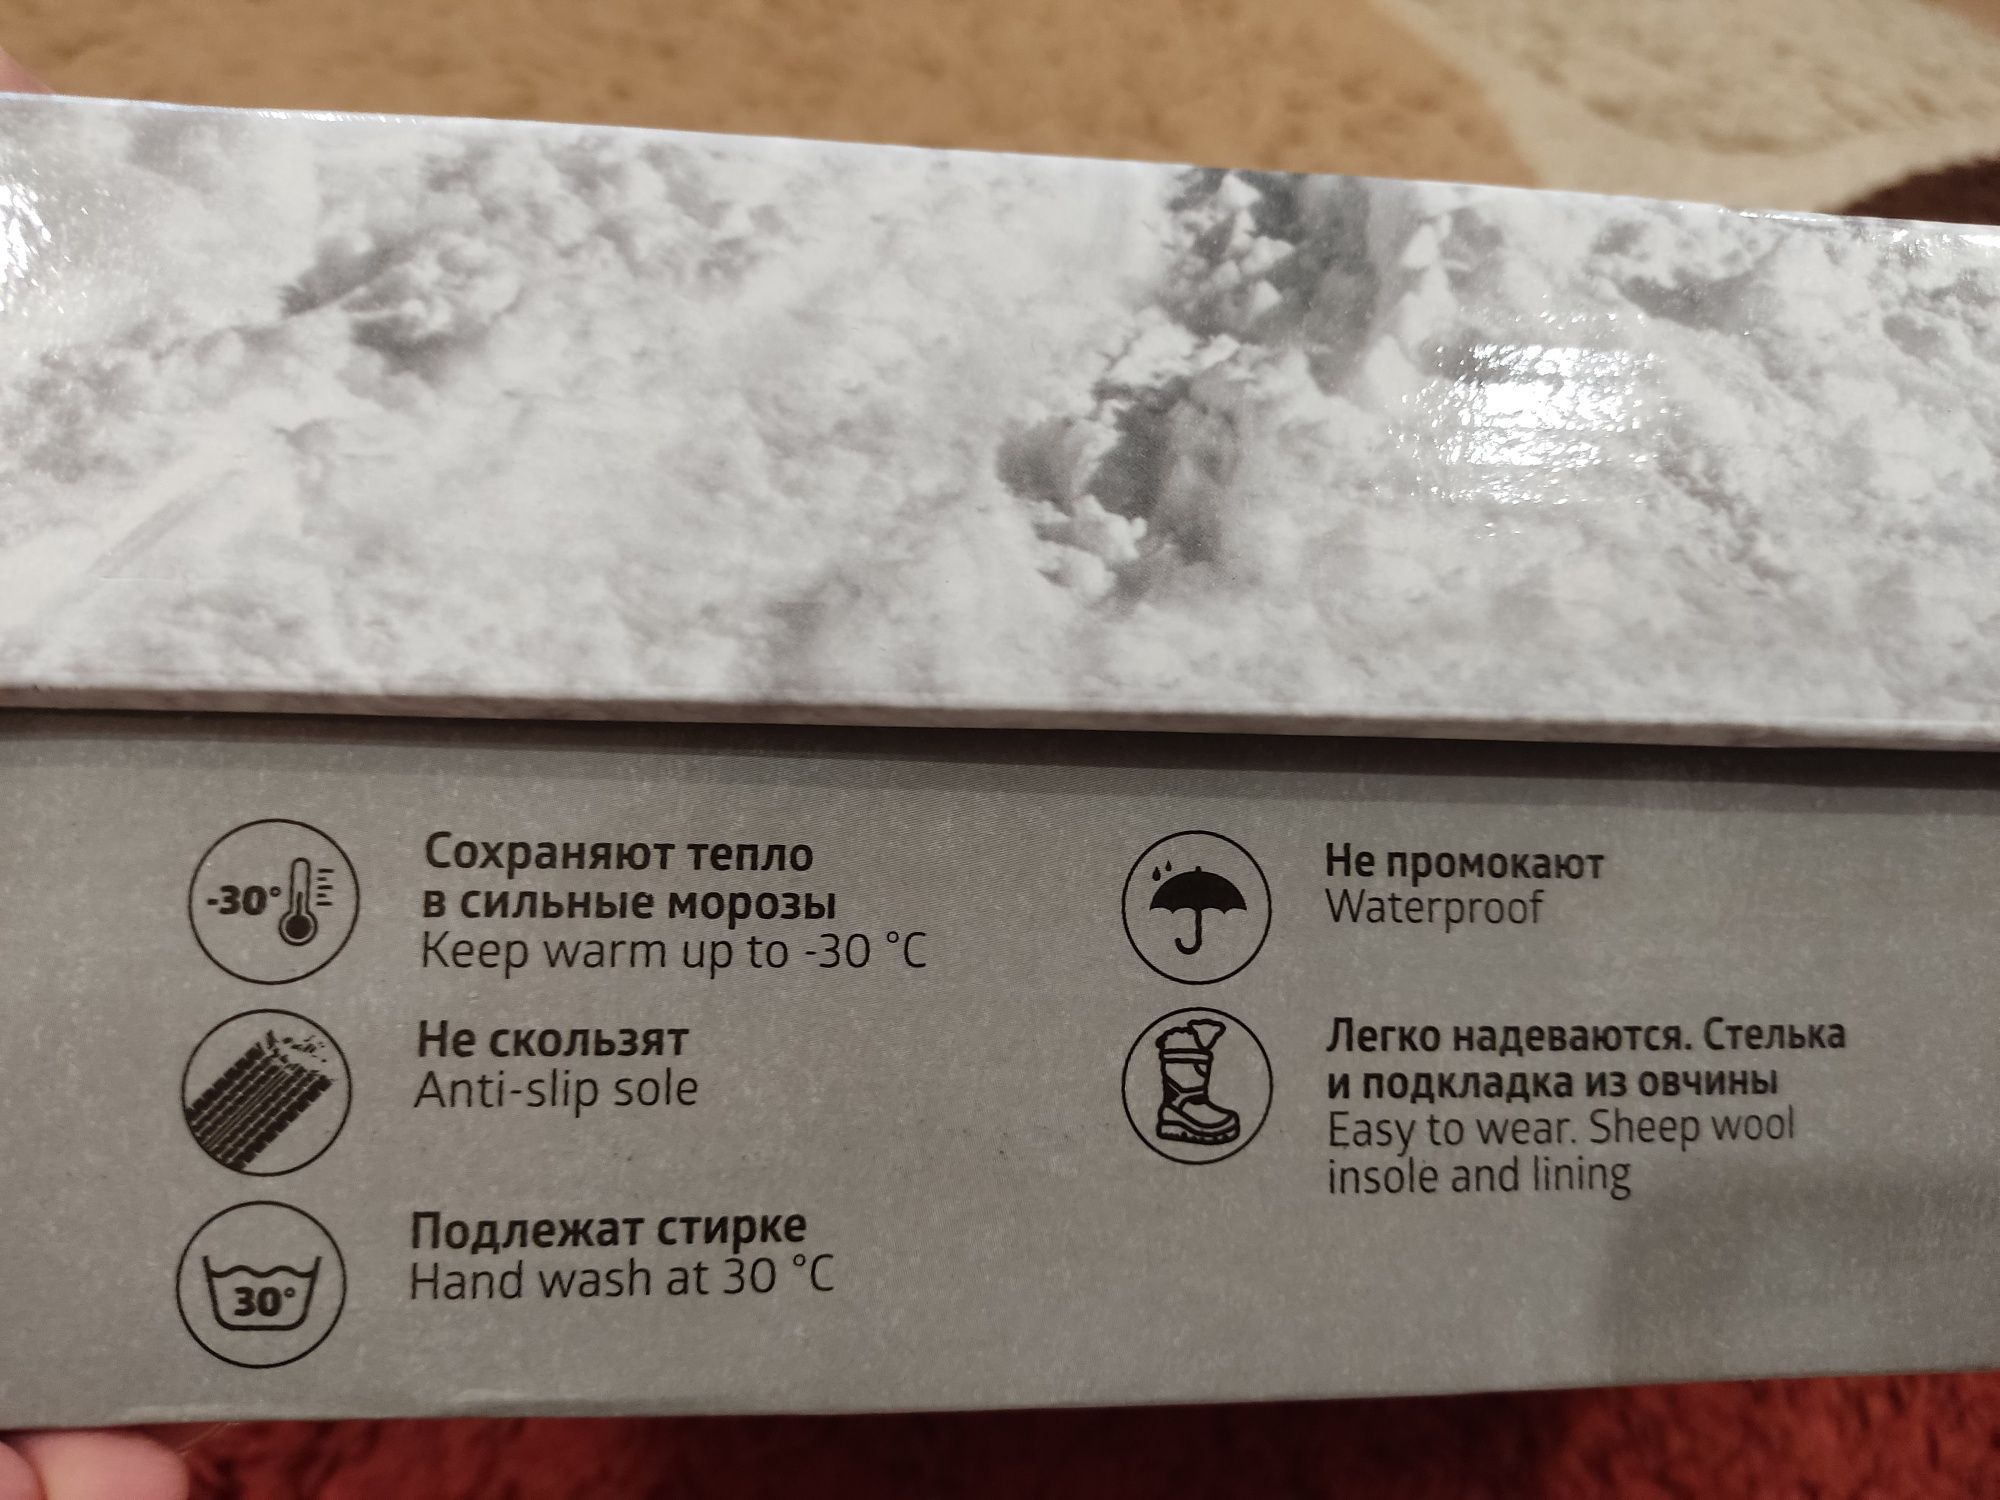 -30°
Сохраняют тепло
в сильные морозы
Keep warm up to -30 °C
Не скользят
Anti-slip sole
30°
Подлежат стирке
Hand wash at 30 °C
Не промокают
Waterproof
Легко надеваются. Стелька
и подкладка из овчины
Easy to wear. Sheep wool
insole and lining